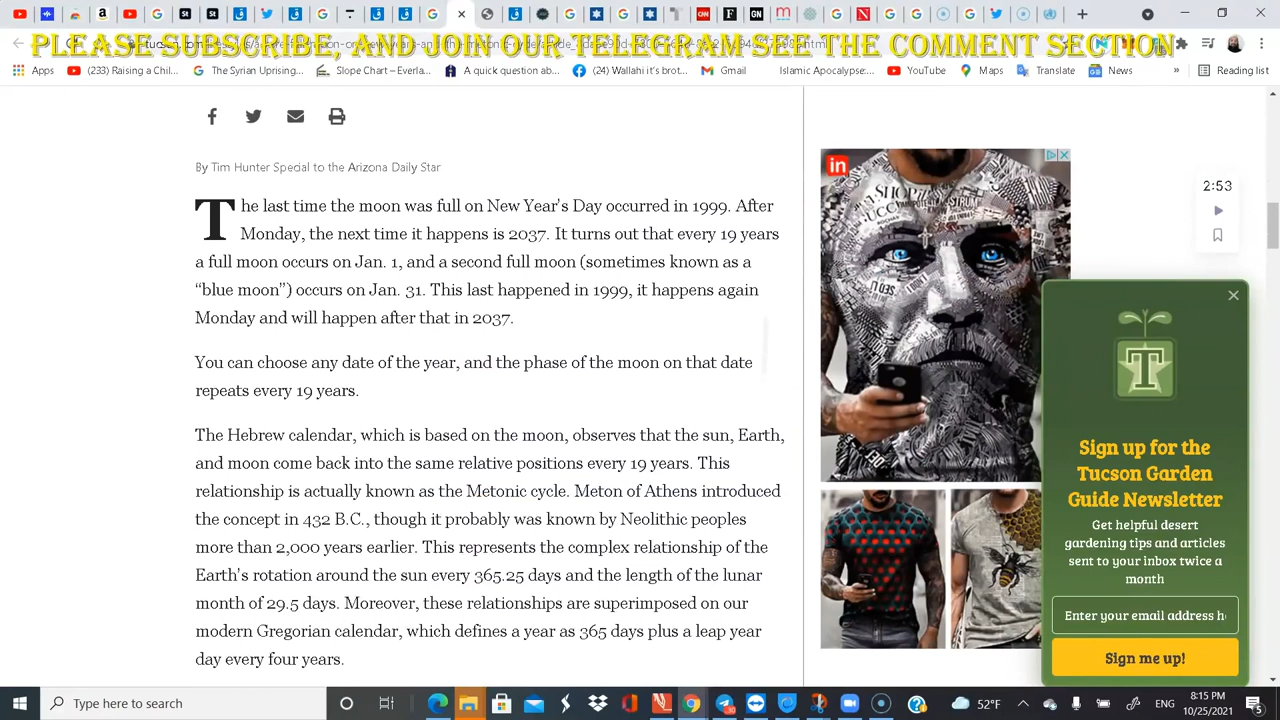 PLEASE SUBSCRIBE, AND JOIN OUR TELEGRAM SEE THE COMMENT SECTION
Apps
(233) Raising a Chil...
The Syrian Uprising...
Slope Chart – Everla...
A quick question ab...
(24) Wallahi it's brot...
Gmail
Islamic Apocalypse:...
YouTube
Maps
Translate
News
»
Reading list
By Tim Hunter Special to the Arizona Daily Star
The last time the moon was full on New Year's Day occurred in 1999. After
Monday, the next time it happens is 2037. It turns out that every 19 years
a full moon occurs on Jan. 1, and a second full moon (sometimes known as a
“blue moon”) occurs on Jan. 31. This last happened in 1999, it happens again
Monday and will happen after that in 2037.
You can choose any date of the year, and the phase of the moon on that date
repeats every 19 years.
The Hebrew calendar, which is based on the moon, observes that the sun, Earth,
and moon come back into the same relative positions every 19 years. This
relationship is actually known as the Metonic cycle. Meton of Athens introduced
the concept in 432 B.C., though it probably was known by Neolithic peoples
more than 2,000 years earlier. This represents the complex relationship of the
Earth's rotation around the sun every 365.25 days and the length of the lunar
month of 29.5 days. Moreover, these relationships are superimposed on our
modern Gregorian calendar, which defines a year as 365 days plus a leap year
day every four years.
in
2:53
T
Sign up for the
Tucson Garden
Guide Newsletter
Get helpful desert
gardening tips and articles
sent to your inbox twice a
month
Enter your email address h
Sign me up!
Type here to search
52°F
ENG
8:15 PM
10/25/2021
5